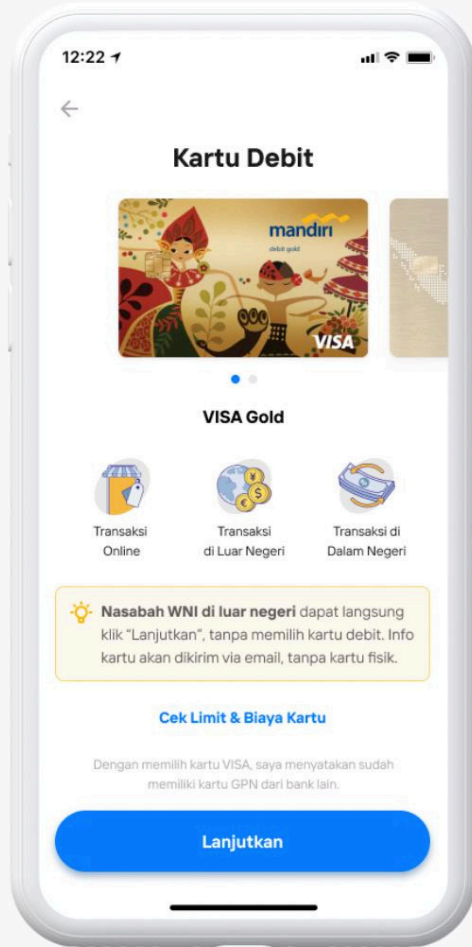 12:22
Kartu Debit
mandiri
debit gold
VISA
VISA Gold
Transaksi
Online
Transaksi
di Luar Negeri
Transaksi di
Dalam Negeri
Nasabah WNI di luar negeri dapat langsung
klik "Lanjutkan", tanpa memilih kartu debit. Info
kartu akan dikirim via email, tanpa kartu fisik.
Cek Limit & Biaya Kartu
Dengan memilih kartu VISA, saya menyatakan sudah
memiliki kartu GPN dari bank lain.
Lanjutkan